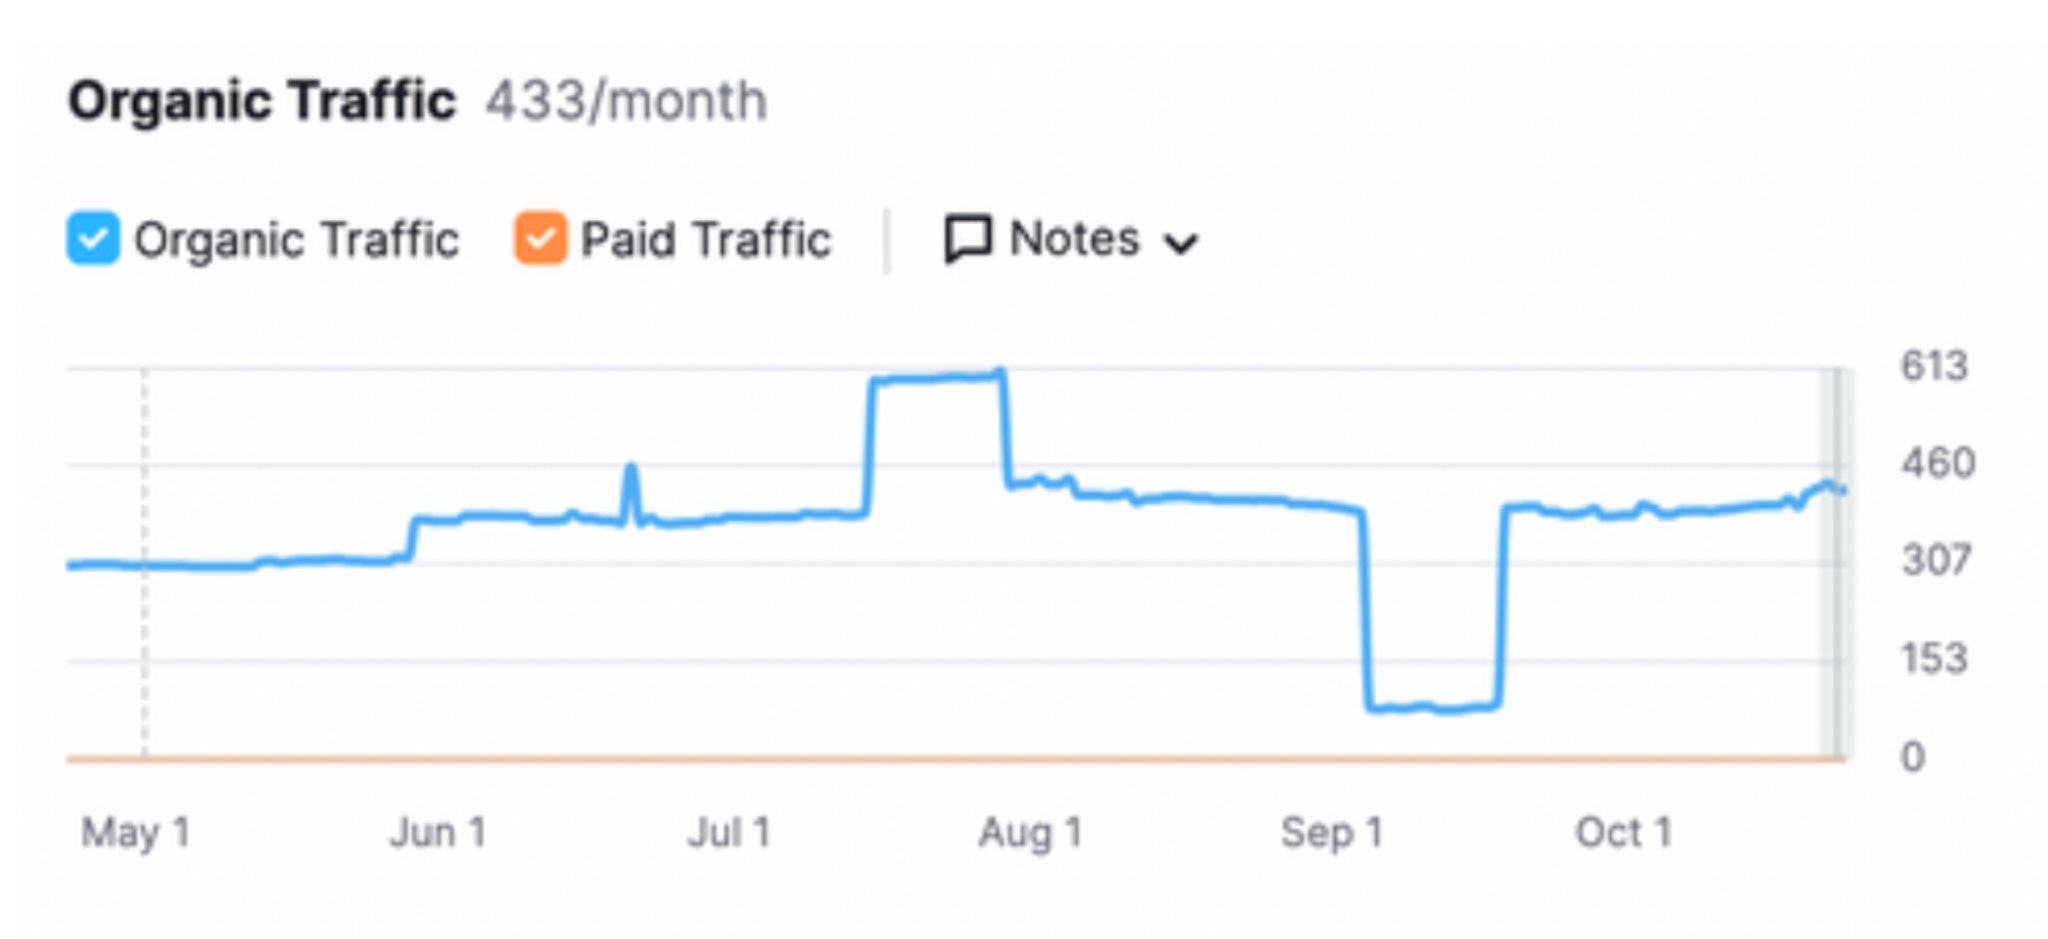 Organic Traffic 433/month
Organic Traffic Paid Traffic Notes
613
460
307
153
0
May 1 Jun 1 Jul 1 Aug 1 Sep 1 Oct 1